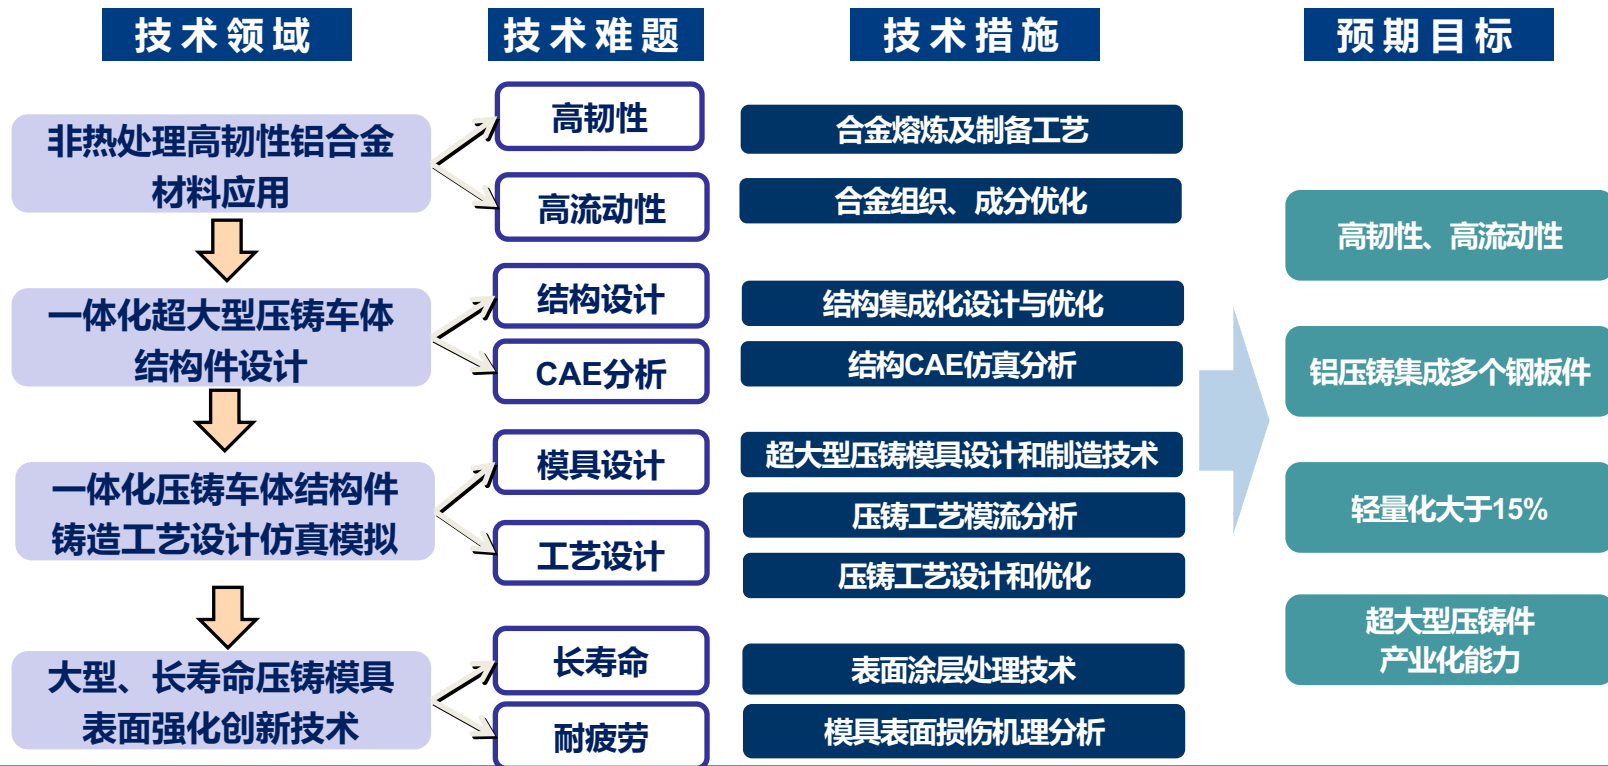 技术领域
技术难题
技术措施
预期目标
非热处理高韧性铝合金
材料应用
高韧性
高流动性
合金熔炼及制备工艺
合金组织、成分优化
一体化超大型压铸车体
结构件设计
结构设计
CAE分析
结构集成化设计与优化
结构CAE仿真分析
一体化压铸车体结构件
铸造工艺设计仿真模拟
模具设计
工艺设计
超大型压铸模具设计和制造技术
压铸工艺模流分析
压铸工艺设计和优化
大型、长寿命压铸模具
表面强化创新技术
长寿命
耐疲劳
表面涂层处理技术
模具表面损伤机理分析
高韧性、高流动性
铝压铸集成多个钢板件
轻量化大于15%
超大型压铸件
产业化能力